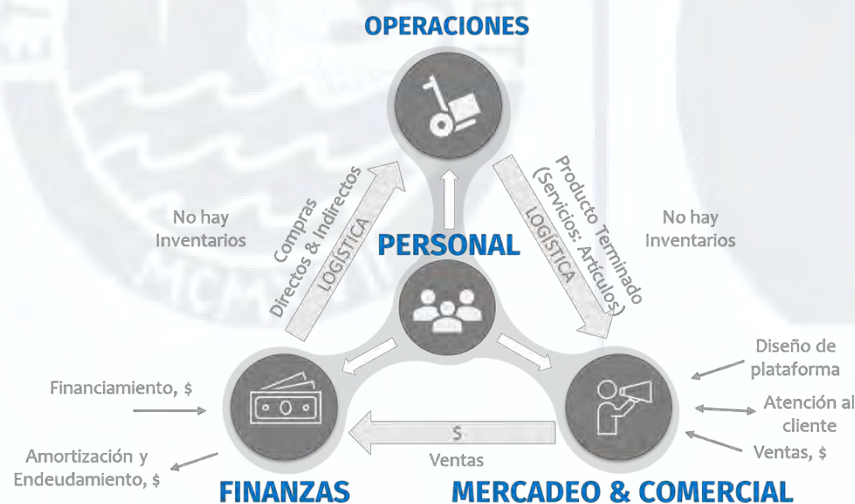 OPERACIONES
Compras
Directos & Indirectos
LOGÍSTICA
Producto Terminado
(Servicios: Artículos)
LOGÍSTICA
No hay
Inventarios
No hay
Inventarios
PERSONAL
Financiamiento, $
Amortización y
Endeudamiento, $
$
Ventas
Diseño de
plataforma
Atención al
cliente
Ventas, $
FINANZAS
MERCADEO & COMERCIAL